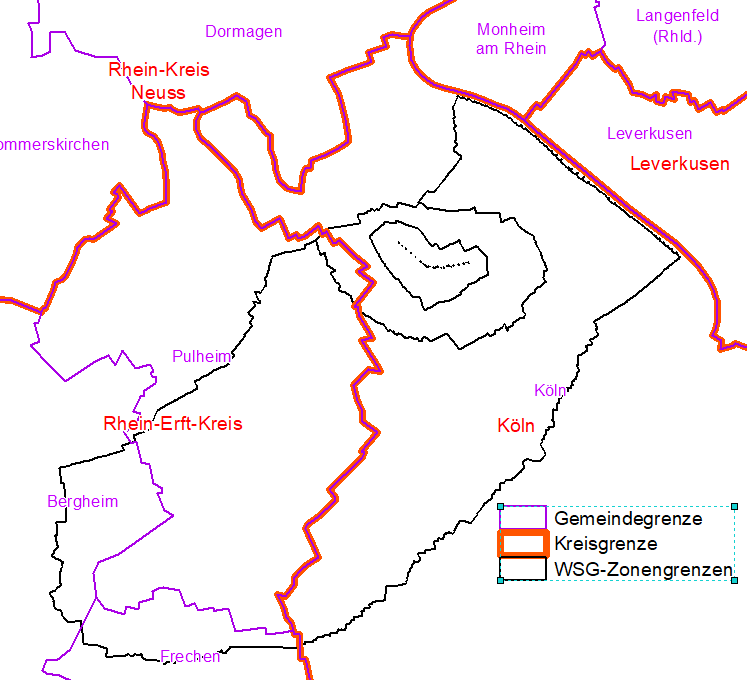 Langenfeld
(Rhld.)
Dormagen
Monheim
am Rhein
Rhein-Kreis
Neuss
Leverkusen
ommerskirchen
Leverkusen
Pulheim
Köln
Rhein-Erft-Kreis
Köln
Bergheim
Gemeindegrenze
Kreisgrenze
WSG-Zonengrenzen
Frechen